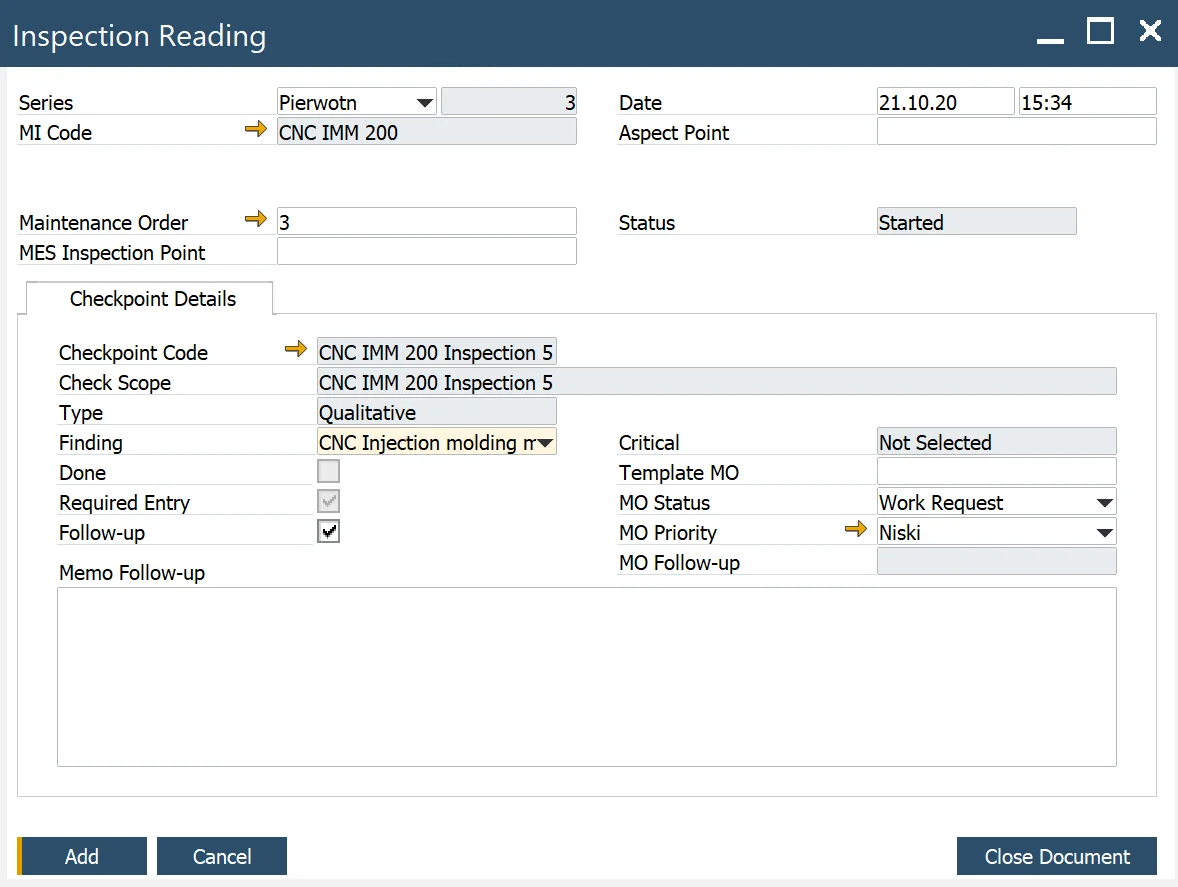 Inspection Reading
Series Pierwotn 3 Date 21.10.20 15:34
MI Code CNC IMM 200 Aspect Point
Maintenance Order 3 Status Started
MES Inspection Point
Checkpoint Details
Checkpoint Code CNC IMM 200 Inspection 5
Check Scope CNC IMM 200 Inspection 5
Type Qualitative
Finding CNC Injection molding Critical Not Selected
Done Template MO
Required Entry MO Status Work Request
Follow-up MO Priority Niski
MO Follow-up
Memo Follow-up
Add Cancel Close Document